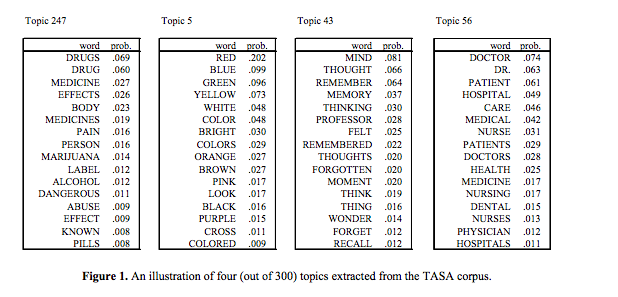 Topic 247 Topic 5 Topic 43 Topic 56
word prob. word prob. word prob. word prob.
DRUGS .069 RED .202 MIND .081 DOCTOR .074
DRUG .060 BLUE .099 THOUGHT .066 DR. .063
MEDICINE .027 GREEN .096 REMEMBER .064 PATIENT .061
EFFECTS .026 YELLOW .073 MEMORY .037 HOSPITAL .049
BODY .023 WHITE .048 THINKING .030 CARE .046
MEDICINES .019 COLOR .048 PROFESSOR .028 MEDICAL .042
PAIN .016 BRIGHT .030 FELT .025 NURSE .031
PERSON .016 COLORS .029 REMEMBERED .022 PATIENTS .029
MARIJUANA .014 ORANGE .027 THOUGHTS .020 DOCTORS .028
LABEL .012 BROWN .027 FORGOTTEN .020 HEALTH .025
ALCOHOL .012 PINK .017 MOMENT .020 MEDICINE .017
DANGEROUS .011 LOOK .017 THINK .019 NURSING .017
ABUSE .009 BLACK .016 THING .016 DENTAL .015
EFFECT .009 PURPLE .015 WONDER .014 NURSES .013
KNOWN .008 CROSS .011 FORGET .012 PHYSICIAN .012
PILLS .008 COLORED .009 RECALL .012 HOSPITALS .011
Figure 1. An illustration of four (out of 300) topics extracted from the TASA corpus.